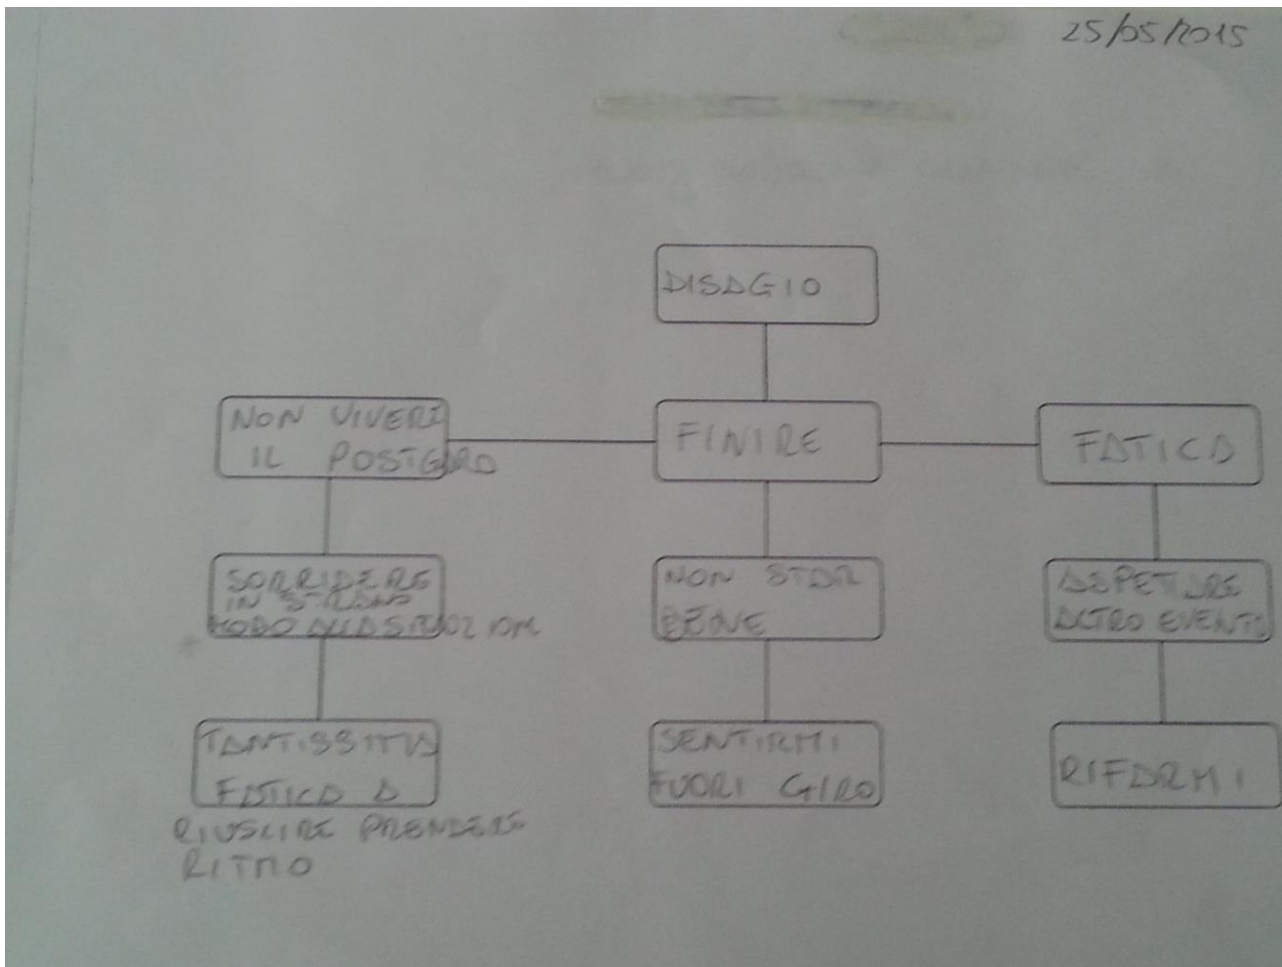 25/05/2015
DISAGIO
NON VIVERE
IL POSTGARA
FINIRE
FATICA
SORRIDERE
IN STRANO
MODO ALLA SITUAZIONE
NON STAR
BENE
ASPETTARE
ALTRO EVENTO
TANTISSIMA
FATICA A
RIUSCIRE PRENDERE
RITMO
SENTIRMI
FUORI GIRO
RIFARMI